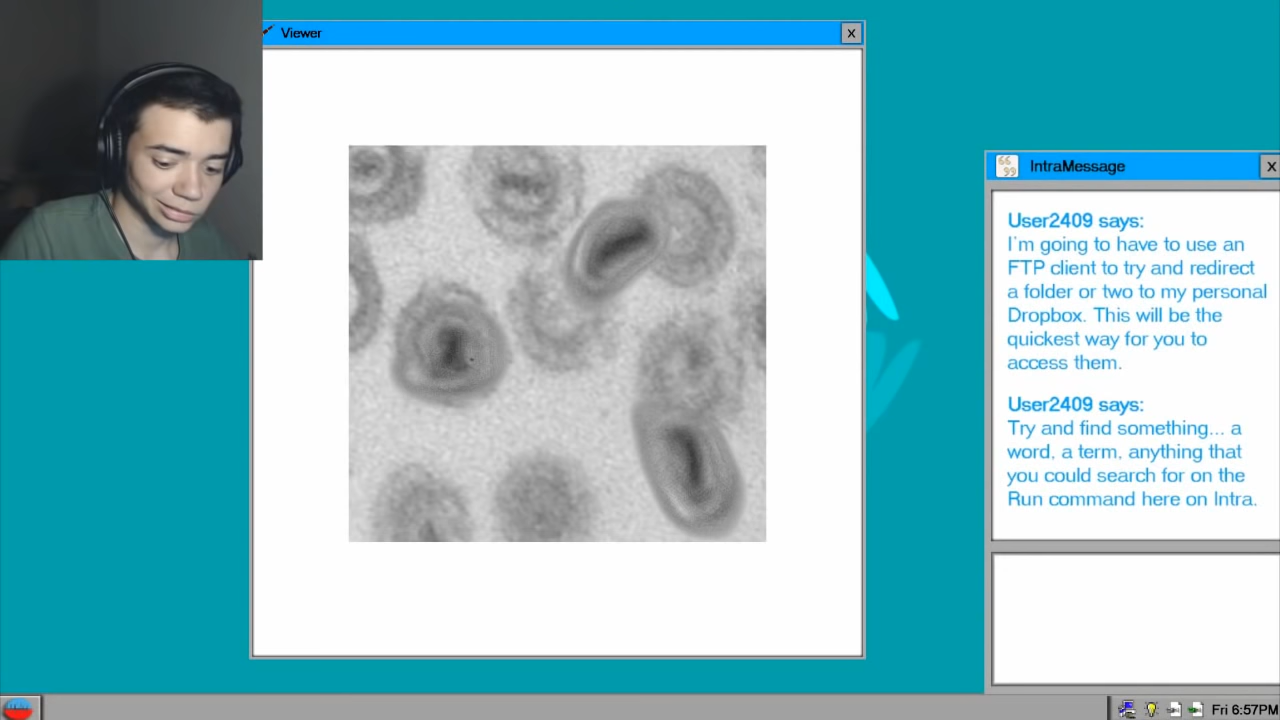 Viewer
X
IntraMessage
X
User2409 says:
I'm going to have to use an
FTP client to try and redirect
a folder or two to my personal
Dropbox. This will be the
quickest way for you to
access them.
User2409 says:
Try and find something... a
word, a term, anything that
you could search for on the
Run command here on Intra.
Fri 6:57PM